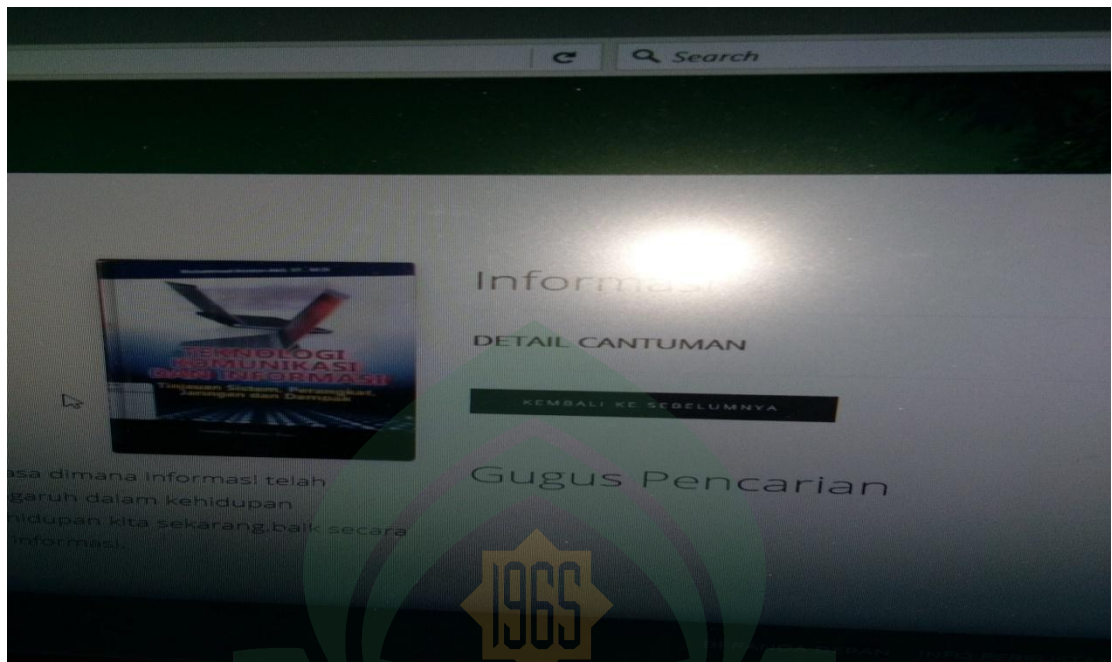 Search
Informasi
DETAIL CANTUMAN
KEMBALI KE SEBELUMNYA
Gugus Pencarian
TEKNOLOGI
KOMUNIKASI
DAN INFORMASI
Tinjauan Sistem, Perangkat,
Jaringan dan Dampak
asa dimana informasi telah
garuh dalam kehidupan
hidupan kita sekarang,baik secara
informasi.
1965